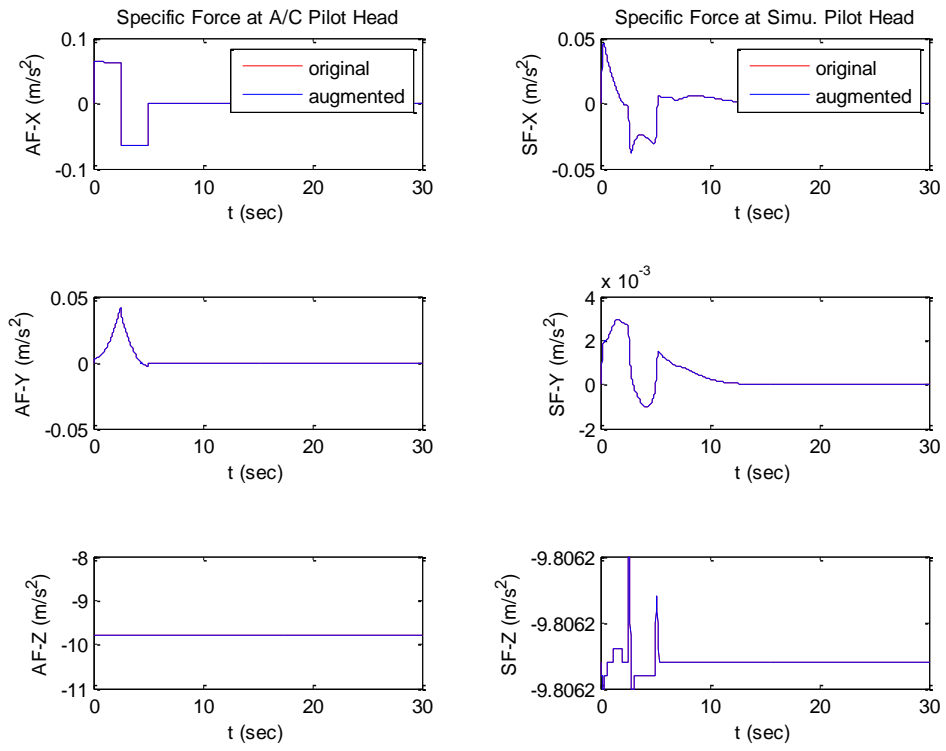 Specific Force at A/C Pilot Head
0.1
0
-0.1
AF-X (m/s²)
original
augmented
0 10 20 30
t (sec)
Specific Force at Simu. Pilot Head
0.05
0
-0.05
SF-X (m/s²)
original
augmented
0 10 20 30
t (sec)
0.05
0
-0.05
AF-Y (m/s²)
0 10 20 30
t (sec)
x 10⁻³
4
2
0
-2
SF-Y (m/s²)
0 10 20 30
t (sec)
-8
-9
-10
-11
AF-Z (m/s²)
0 10 20 30
t (sec)
-9.8062
-9.8062
-9.8062
SF-Z (m/s²)
0 10 20 30
t (sec)